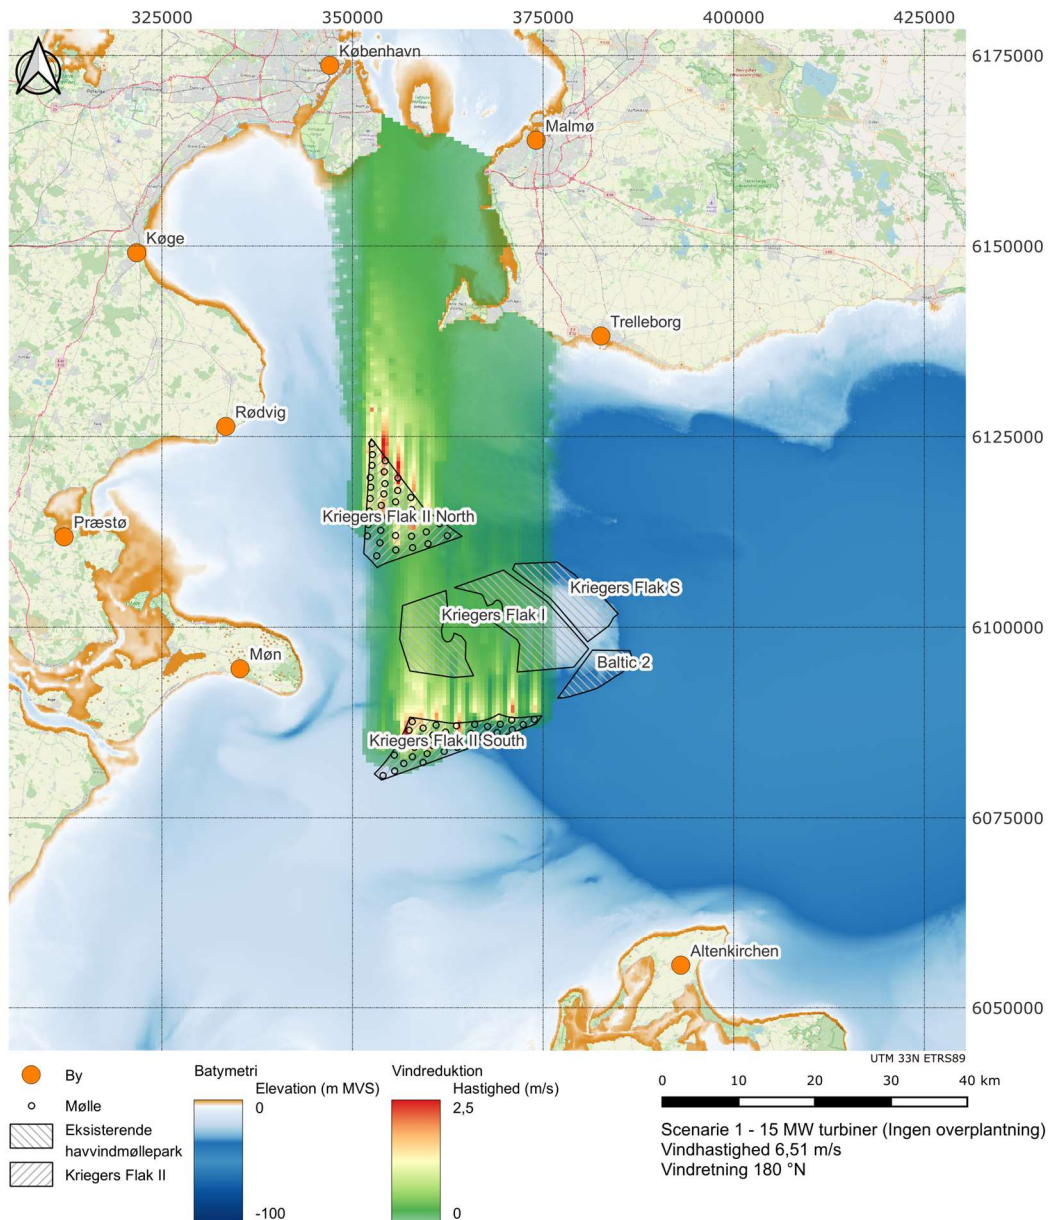 325000 350000 375000 400000 425000
København
6175000
Malmø
Køge
6150000
Trelleborg
Rødvig
6125000
Præstø
Kriegers Flak II North
Kriegers Flak S
Kriegers Flak I
6100000
Møn
Baltic 2
Kriegers Flak II South
6075000
Altenkirchen
6050000
UTM 33N ETRS89
By
Mølle
Eksisterende
havvindmøllepark
Kriegers Flak II
Batymetri
Elevation (m MVS)
0
-100
Vindreduktion
Hastighed (m/s)
2,5
0
0 10 20 30 40 km
Scenarie 1 - 15 MW turbiner (Ingen overplantning)
Vindhastighed 6,51 m/s
Vindretning 180 °N